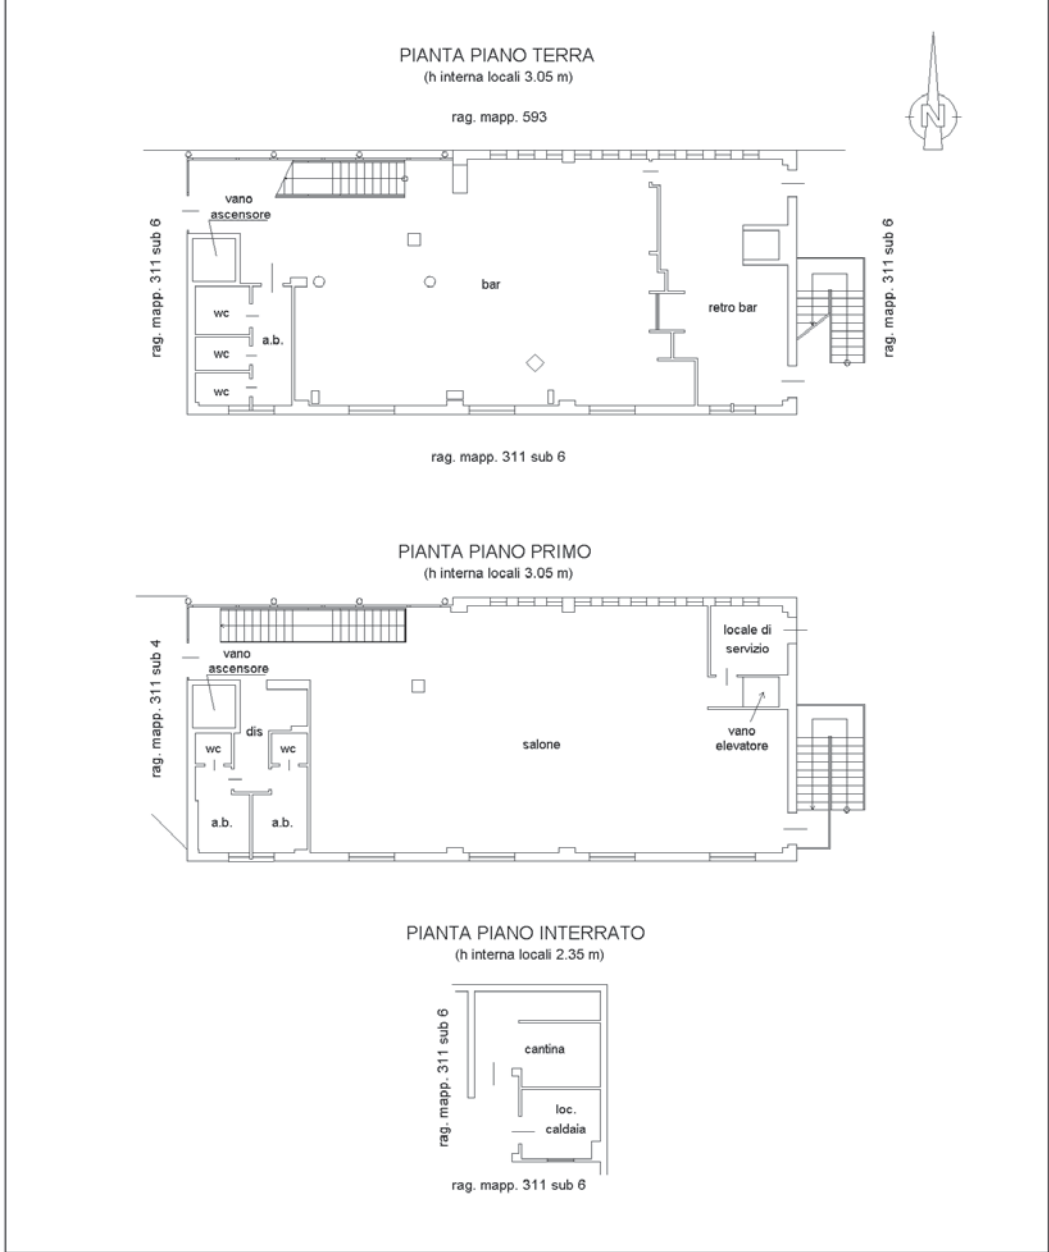 PIANTA PIANO TERRA
(h interna locali 3.05 m)
rag. mapp. 593
N
vano
ascensore
rag. mapp. 311 sub 6
bar
retro bar
rag. mapp. 311 sub 6
wc
a.b.
wc
wc
rag. mapp. 311 sub 6
PIANTA PIANO PRIMO
(h interna locali 3.05 m)
locale di
servizio
rag. mapp. 311 sub 4
vano
ascensore
dis
wc
wc
salone
vano
elevatore
a.b.
a.b.
PIANTA PIANO INTERRATO
(h interna locali 2.35 m)
rag. mapp. 311 sub 6
cantina
loc.
caldaia
rag. mapp. 311 sub 6